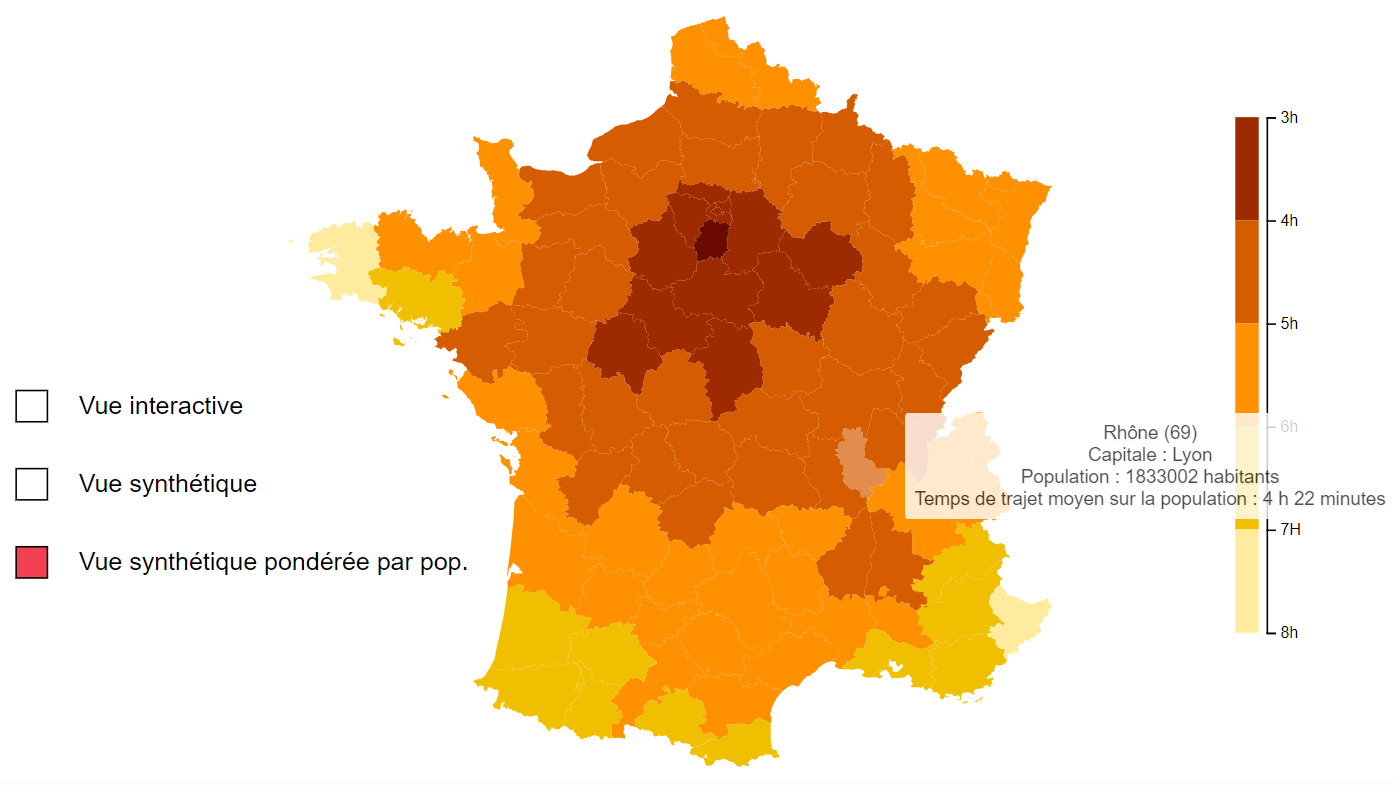 3h
4h
5h
6h
7H
8h
Vue interactive
Vue synthétique
Vue synthétique pondérée par pop.
Rhône (69)
Capitale : Lyon
Population : 1833002 habitants
Temps de trajet moyen sur la population : 4 h 22 minutes